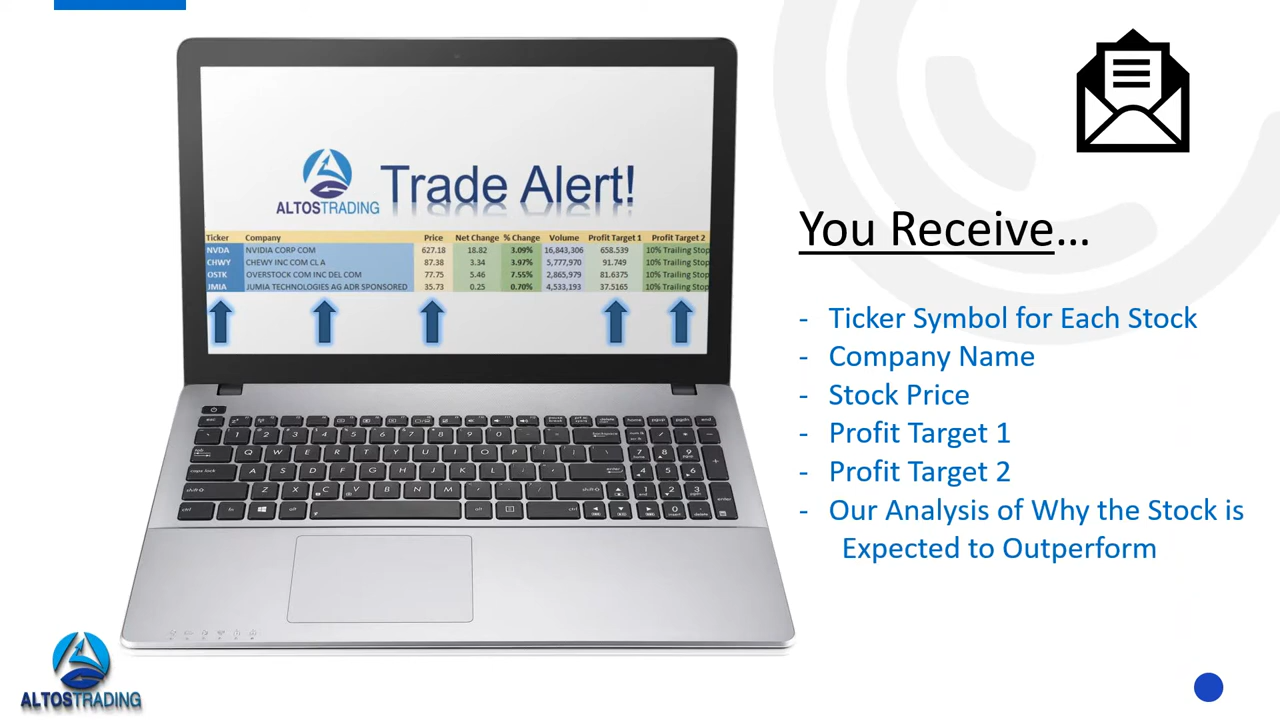 ALTOSTRADING
Trade Alert!
Ticker Company Price Net Change % Change Volume Profit Target 1 Profit Target 2
NVDA NVIDIA CORP COM 627.18 18.82 3.09% 16,843,306 658.539 10% Trailing Stop
CHWY CHEWY INC COM CL A 87.38 3.34 3.97% 5,777,970 91.749 10% Trailing Stop
OSTK OVERSTOCK COM INC DEL COM 77.75 5.46 7.55% 2,865,979 81.6375 10% Trailing Stop
JMIA JUMIA TECHNOLOGIES AG ADR SPONSORED 35.73 0.25 0.70% 4,533,193 37.5165 10% Trailing Stop
You Receive...
- Ticker Symbol for Each Stock
- Company Name
- Stock Price
- Profit Target 1
- Profit Target 2
- Our Analysis of Why the Stock is
Expected to Outperform
ALTOSTRADING